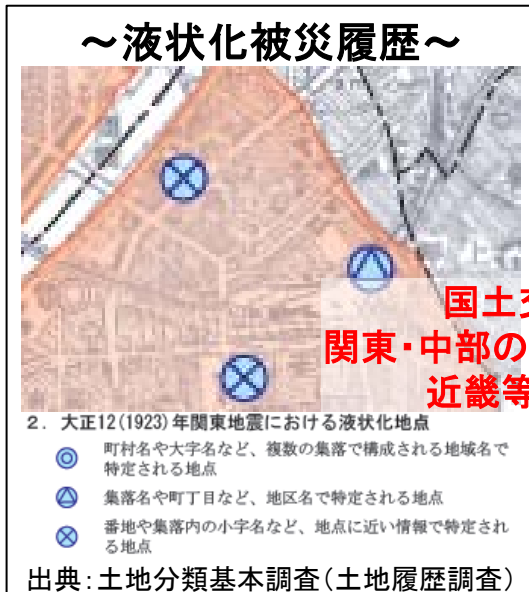 ～液状化被災履歴～
国土交
関東・中部の
近畿等
2．大正12(1923)年関東地震における液状化地点
町村名や大字名など、複数の集落で構成される地域名で
特定される地点
集落名や町丁目など、地区名で特定される地点
番地や集落内の小字名など、地点に近い情報で特定され
る地点
出典：土地分類基本調査（土地履歴調査）